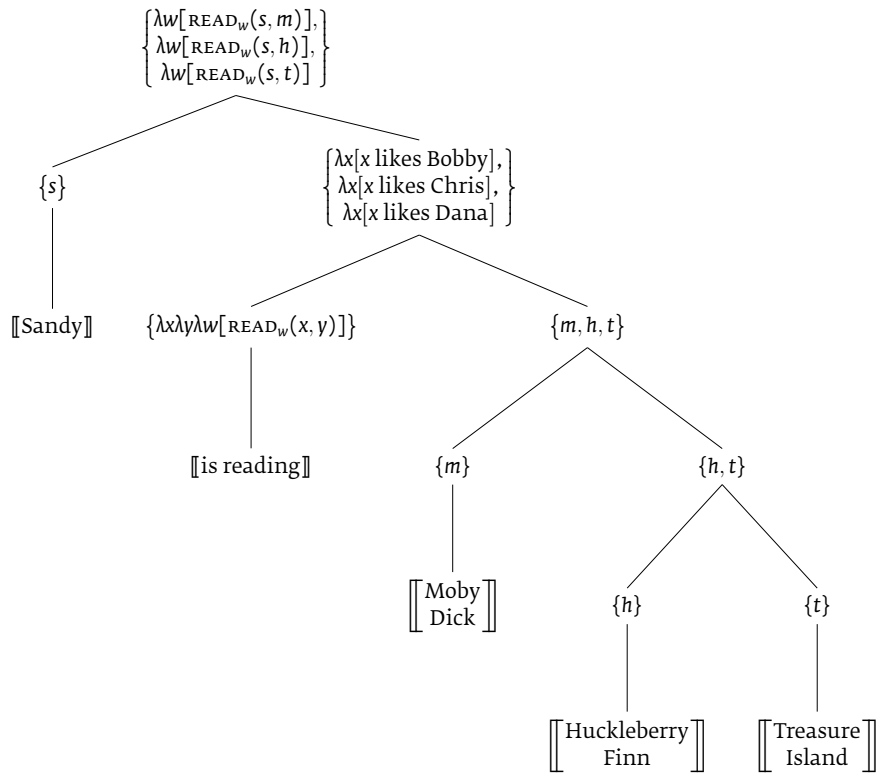 λw[READw(s, m)],
λw[READw(s, h)],
λw[READw(s, t)]
{s}
λx[x likes Bobby],
λx[x likes Chris],
λx[x likes Dana]
⟦Sandy⟧
{λxλyλw[READw(x, y)]}
{m, h, t}
⟦is reading⟧
{m}
{h, t}
⟦Moby
Dick⟧
{h}
{t}
⟦Huckleberry
Finn⟧
⟦Treasure
Island⟧